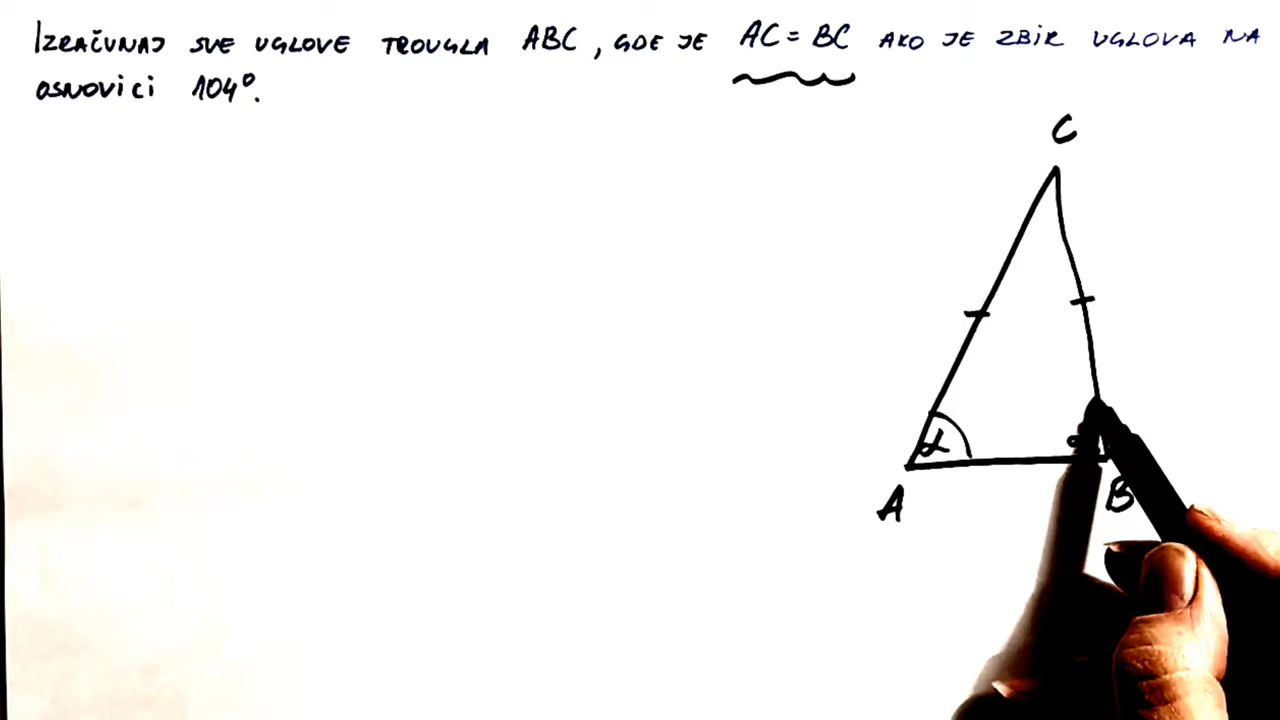 IZRAČUNAJ SVE UGLOVE TROUGLA ABC, GDE JE AC = BC AKO JE ZBIR UGLOVA NA
OSNOVICI 104°.
C
α
A
B